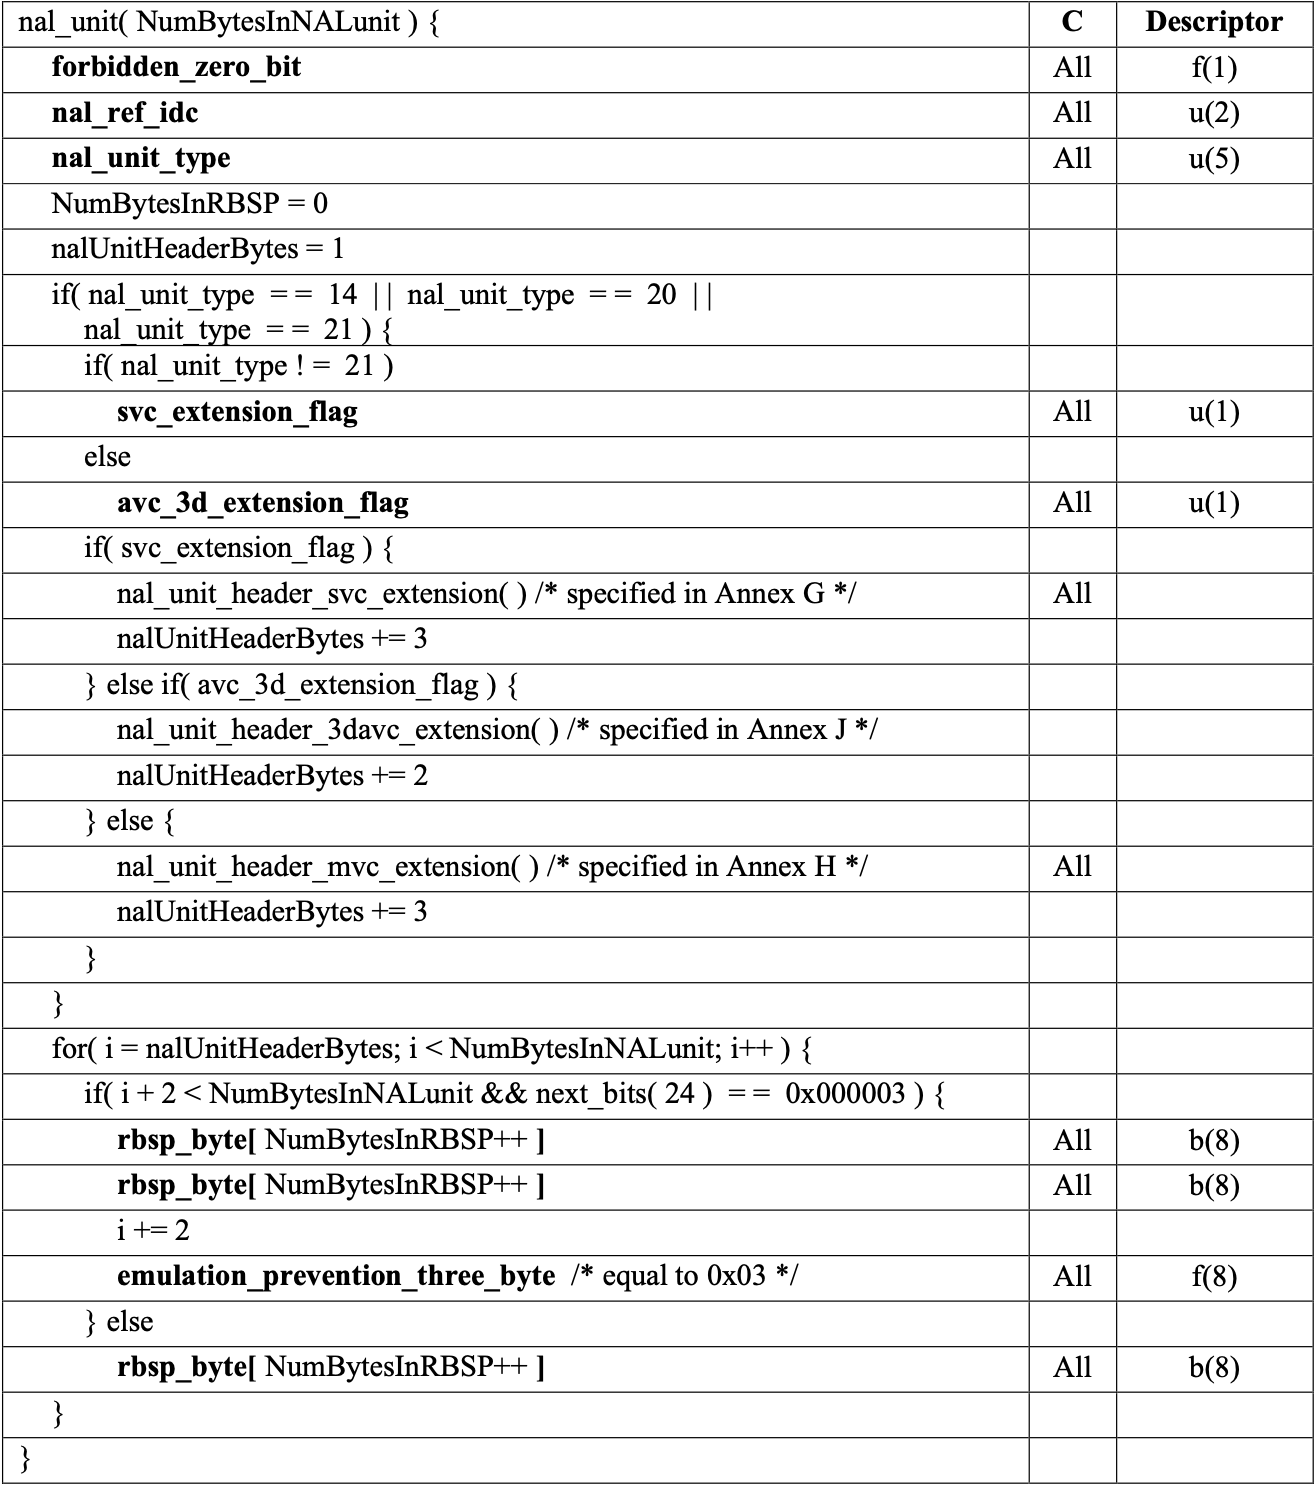 nal_unit( NumBytesInNALunit ) { C Descriptor
forbidden_zero_bit All f(1)
nal_ref_idc All u(2)
nal_unit_type All u(5)
NumBytesInRBSP = 0
nalUnitHeaderBytes = 1
if( nal_unit_type = = 14 | | nal_unit_type = = 20 | |
nal_unit_type = = 21 ) {
if( nal_unit_type ! = 21 )
svc_extension_flag All u(1)
else
avc_3d_extension_flag All u(1)
if( svc_extension_flag ) {
nal_unit_header_svc_extension( ) /* specified in Annex G */ All
nalUnitHeaderBytes += 3
} else if( avc_3d_extension_flag ) {
nal_unit_header_3davc_extension( ) /* specified in Annex J */
nalUnitHeaderBytes += 2
} else {
nal_unit_header_mvc_extension( ) /* specified in Annex H */ All
nalUnitHeaderBytes += 3
}
}
for( i = nalUnitHeaderBytes; i < NumBytesInNALunit; i++ ) {
if( i + 2 < NumBytesInNALunit && next_bits( 24 ) = = 0x000003 ) {
rbsp_byte[ NumBytesInRBSP++ ] All b(8)
rbsp_byte[ NumBytesInRBSP++ ] All b(8)
i += 2
emulation_prevention_three_byte /* equal to 0x03 */ All f(8)
} else
rbsp_byte[ NumBytesInRBSP++ ] All b(8)
}
}